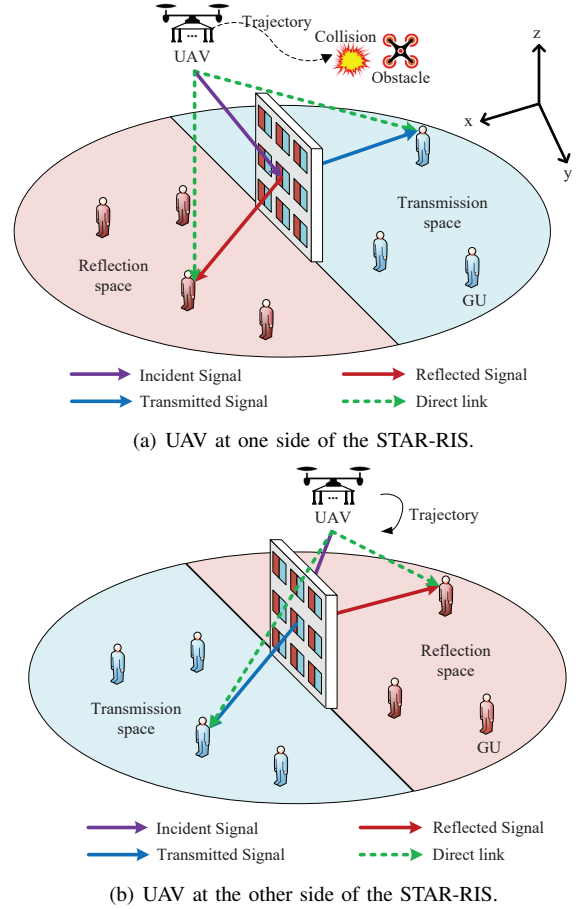 Trajectory
UAV
Collision
Obstacle
z
x
y
Transmission
space
Reflection
space
GU
Incident Signal
Reflected Signal
Transmitted Signal
Direct link
(a) UAV at one side of the STAR-RIS.
UAV
Trajectory
Reflection
space
Transmission
space
GU
Incident Signal
Reflected Signal
Transmitted Signal
Direct link
(b) UAV at the other side of the STAR-RIS.